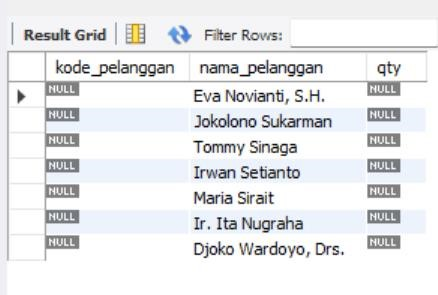 Result Grid Filter Rows:
kode_pelanggan nama_pelanggan qty
NULL Eva Novianti, S.H. NULL
NULL Jokolono Sukarman NULL
NULL Tommy Sinaga NULL
NULL Irwan Setianto NULL
NULL Maria Sirait NULL
NULL Ir. Ita Nugraha NULL
NULL Djoko Wardoyo, Drs. NULL